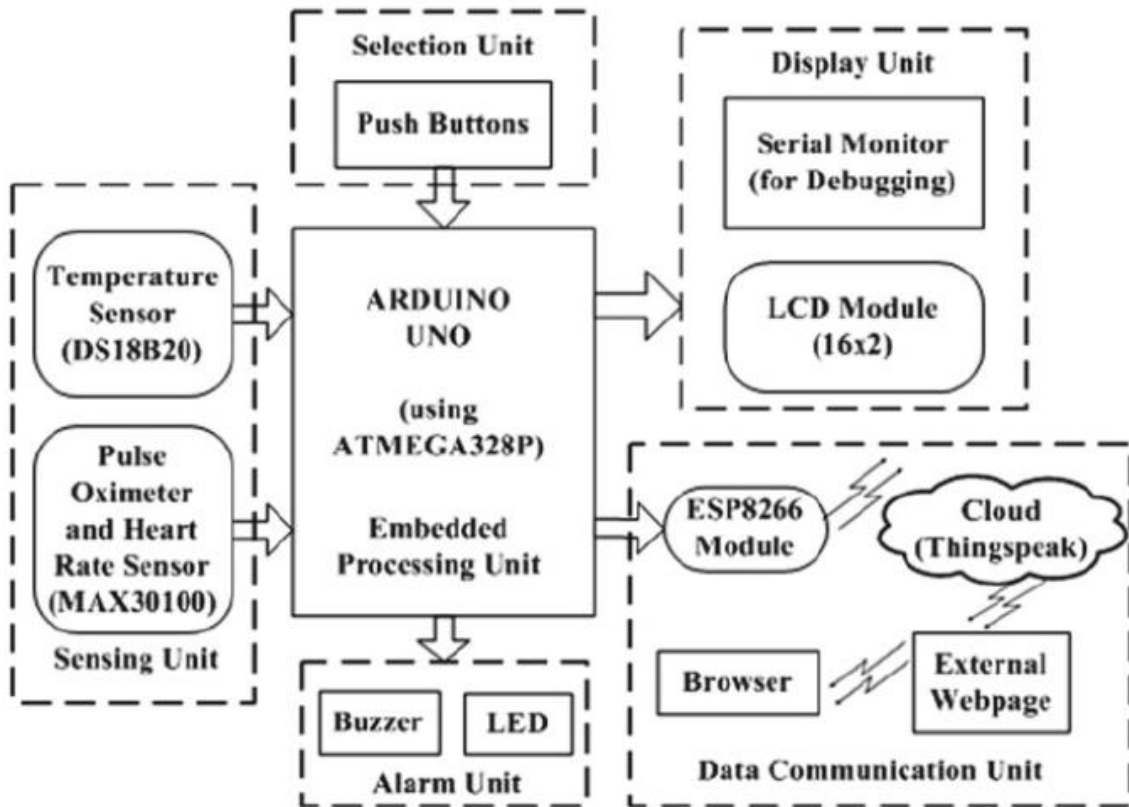 Selection Unit
Push Buttons
Display Unit
Serial Monitor
(for Debugging)
LCD Module
(16x2)
Temperature
Sensor
(DS18B20)
Pulse
Oximeter
and Heart
Rate Sensor
(MAX30100)
Sensing Unit
ARDUINO
UNO
(using
ATMEGA328P)
Embedded
Processing Unit
ESP8266
Module
Cloud
(Thingspeak)
Browser
External
Webpage
Data Communication Unit
Buzzer
LED
Alarm Unit